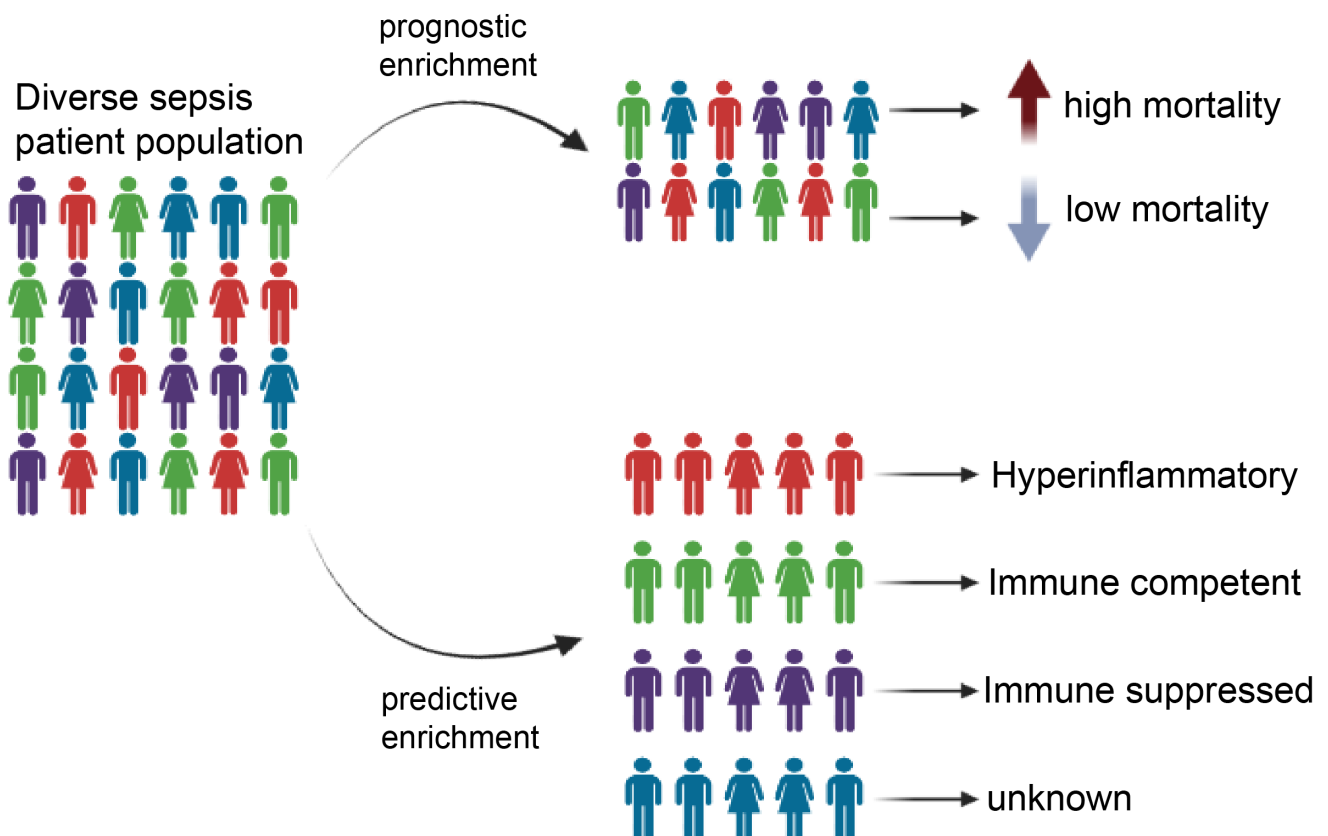 prognostic
enrichment
Diverse sepsis
patient population
high mortality
low mortality
Hyperinflammatory
Immune competent
Immune suppressed
predictive
enrichment
unknown